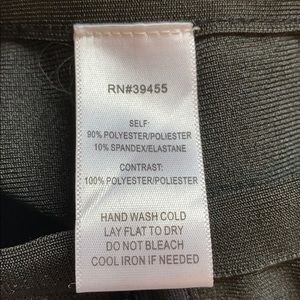 RN#39455
SELF:
90% POLYESTER/POLIESTER
10% SPANDEX/ELASTANE
CONTRAST:
100% POLYESTER/POLIESTER
HAND WASH COLD
LAY FLAT TO DRY
DO NOT BLEACH
COOL IRON IF NEEDED